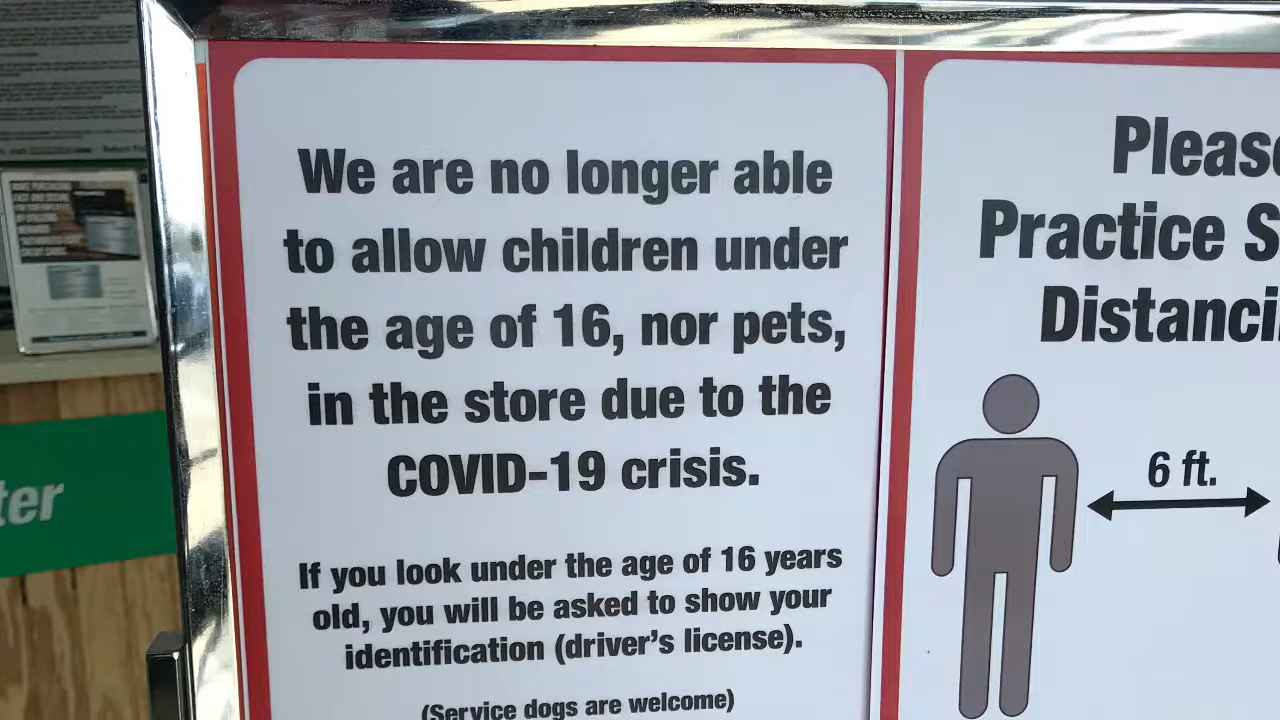 We are no longer able
to allow children under
the age of 16, nor pets,
in the store due to the
COVID-19 crisis.
If you look under the age of 16 years
old, you will be asked to show your
identification (driver's license).
(Service dogs are welcome)
Pleas
Practice S
Distanci
6 ft.
ter